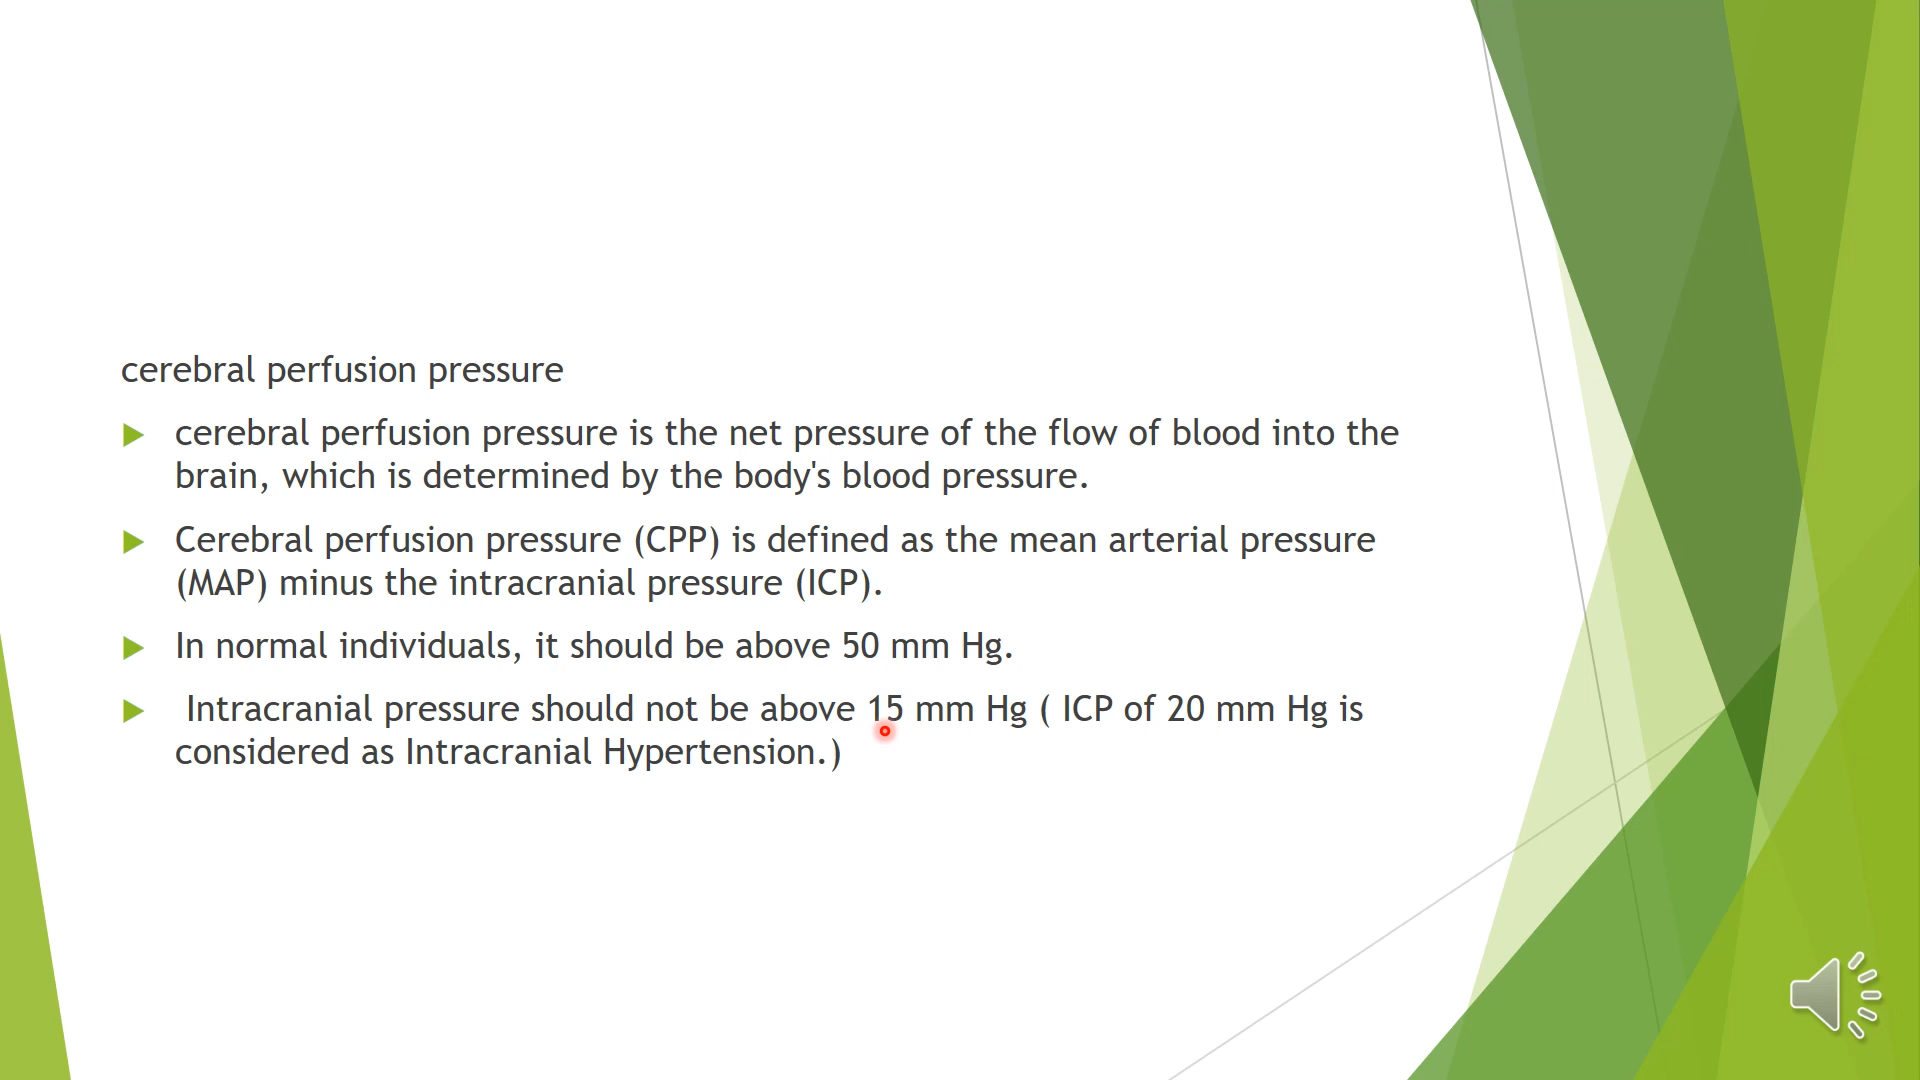 cerebral perfusion pressure
cerebral perfusion pressure is the net pressure of the flow of blood into the
brain, which is determined by the body's blood pressure.
Cerebral perfusion pressure (CPP) is defined as the mean arterial pressure
(MAP) minus the intracranial pressure (ICP).
In normal individuals, it should be above 50 mm Hg.
Intracranial pressure should not be above 15 mm Hg ( ICP of 20 mm Hg is
considered as Intracranial Hypertension.)